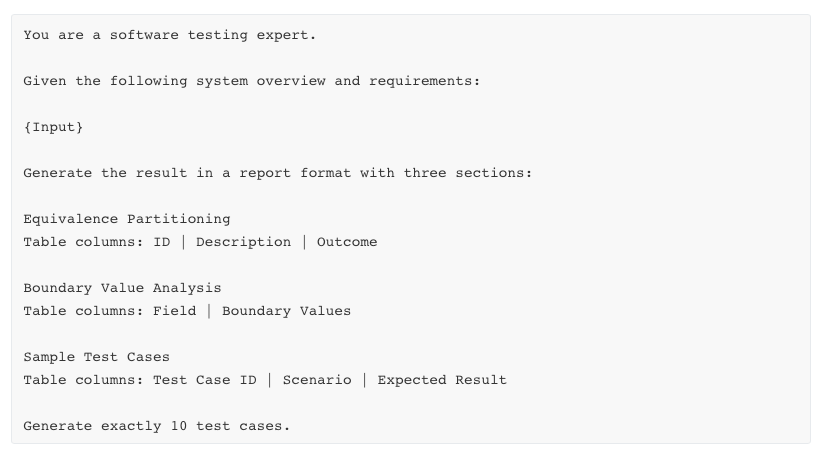 You are a software testing expert.
Given the following system overview and requirements:
{Input}
Generate the result in a report format with three sections:
Equivalence Partitioning
Table columns: ID | Description | Outcome
Boundary Value Analysis
Table columns: Field | Boundary Values
Sample Test Cases
Table columns: Test Case ID | Scenario | Expected Result
Generate exactly 10 test cases.